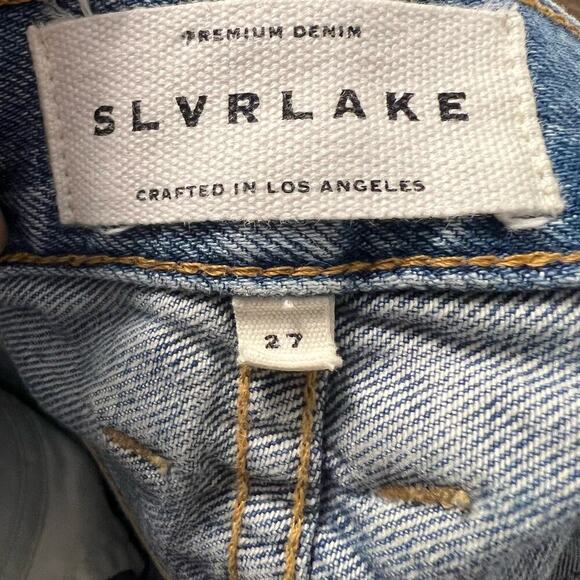 PREMIUM DENIM
SLVRLAKE
CRAFTED IN LOS ANGELES
27